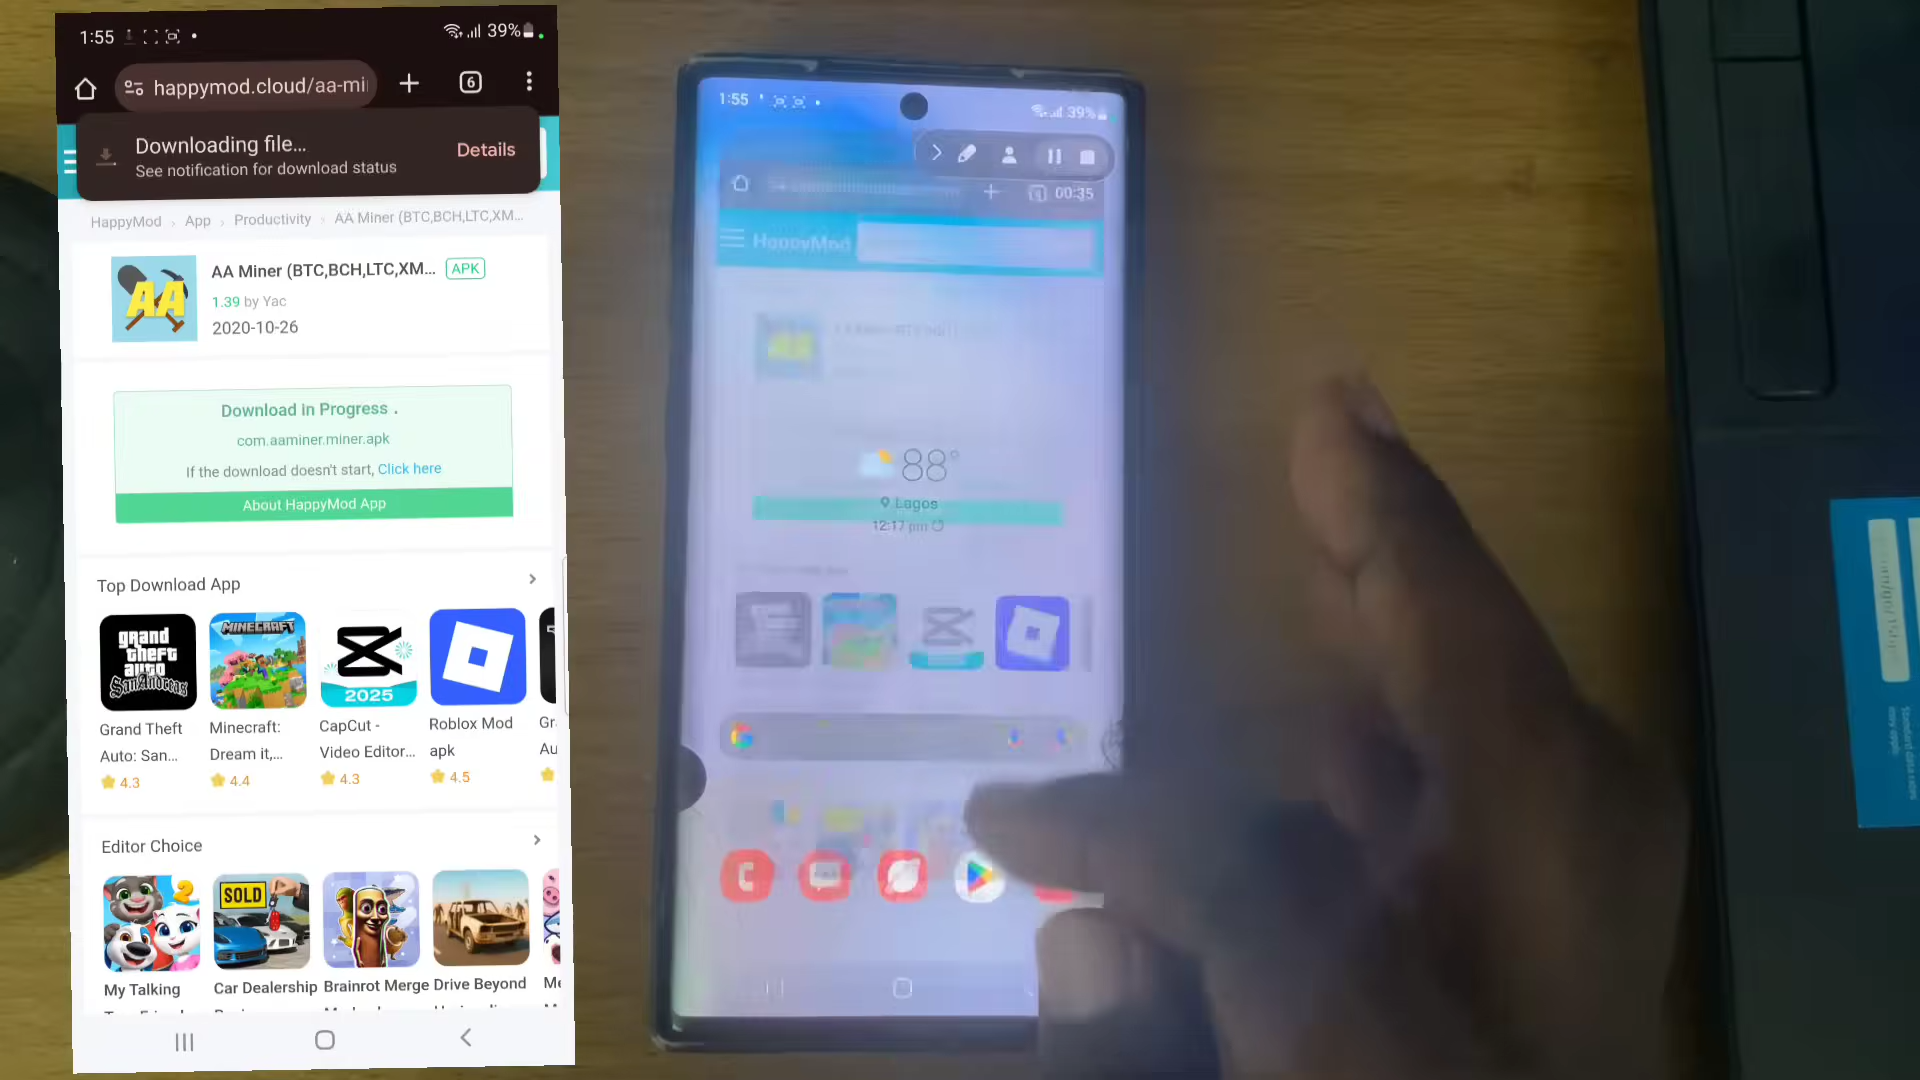 1:55
39%
happymod.cloud/aa-mi
6
Downloading file...
See notification for download status
Details
HappyMod › App › Productivity › AA Miner (BTC,BCH,LTC,XM...
AA Miner (BTC,BCH,LTC,XM... APK
1.39 by Yac
2020-10-26
AA
Download in Progress .
com.aaminer.miner.apk
If the download doesn't start, Click here
About HappyMod App
Top Download App
grand theft auto San Andreas
MINECRAFT
2025
Grand Theft Auto: San...
Minecraft: Dream it,...
CapCut - Video Editor...
Roblox Mod apk
4.3
4.4
4.3
4.5
Editor Choice
2
SOLD
My Talking
Car Dealership
Brainrot Merge
Drive Beyond
1:55
39%
00:35
HappyMod
88°
Lagos
12:17 pm